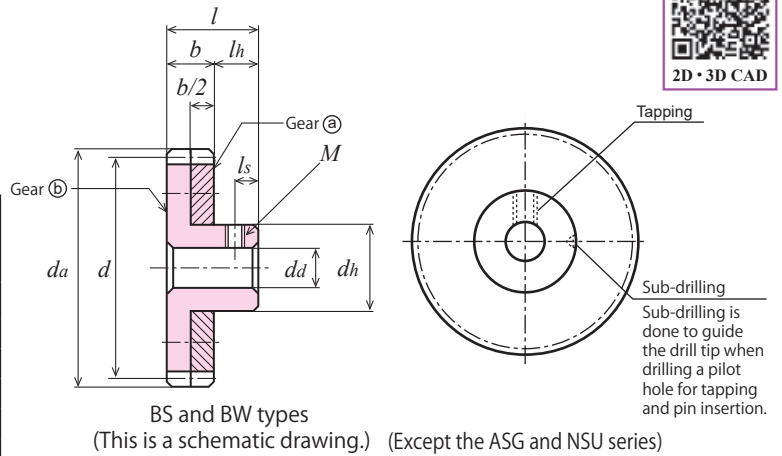 l
b
lh
b/2
2D・3D CAD
Tapping
Gear ⓐ
M
ls
Gear ⓑ
da
d
dd
dh
Sub-drilling
Sub-drilling is
done to guide
the drill tip when
drilling a pilot
hole for tapping
and pin insertion.
BS and BW types
(This is a schematic drawing.)
(Except the ASG and NSU series)